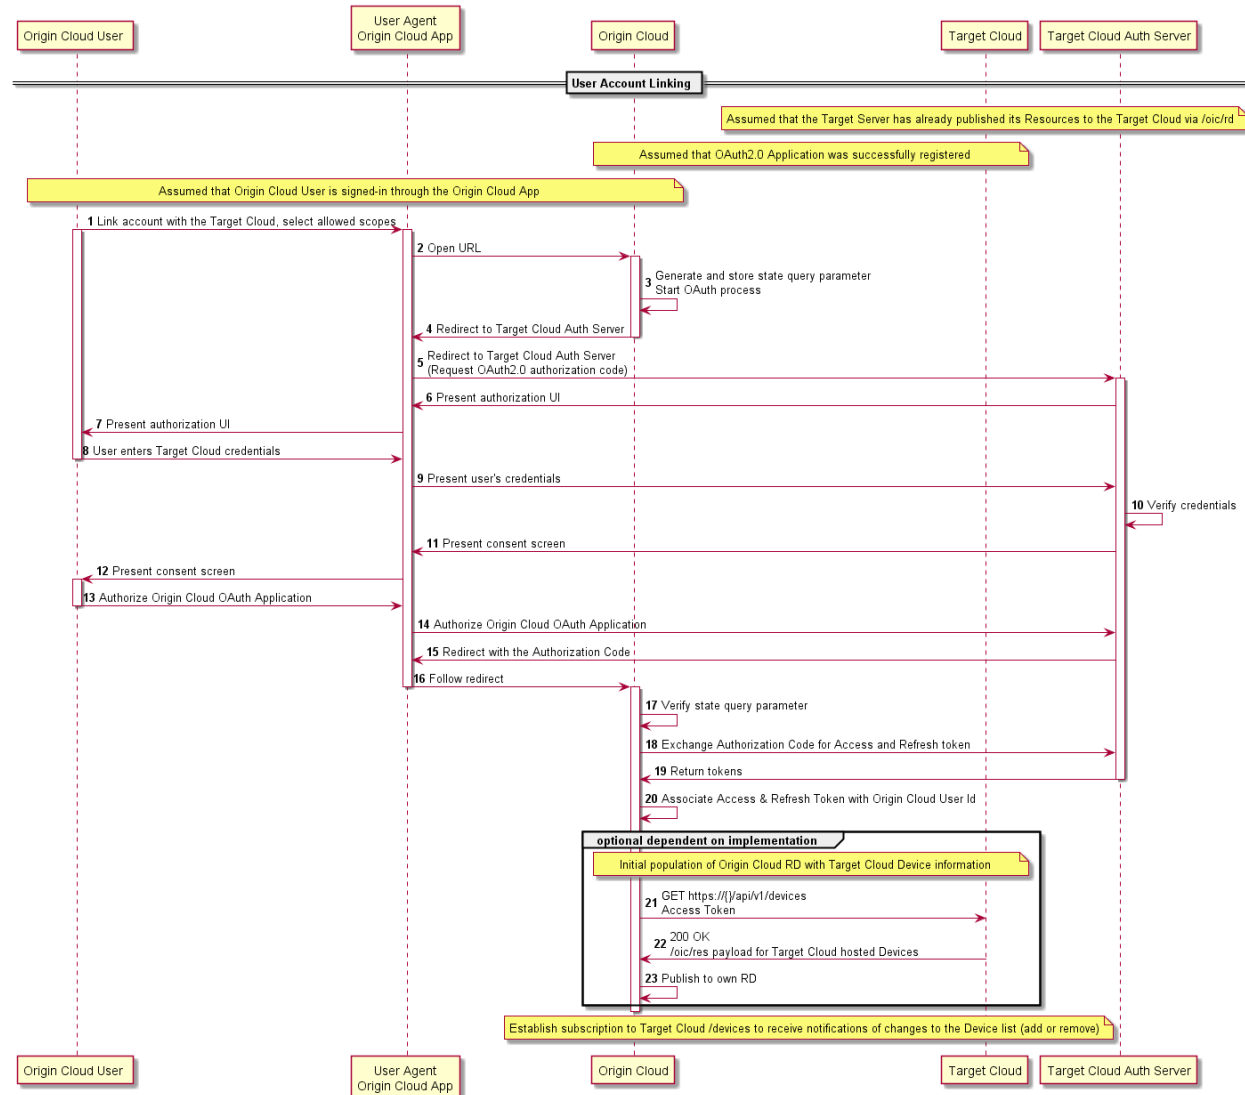 Origin Cloud User
User Agent
Origin Cloud App
Origin Cloud
Target Cloud
Target Cloud Auth Server
User Account Linking
Assumed that the Target Server has already published its Resources to the Target Cloud via /oic/rd
Assumed that OAuth2.0 Application was successfully registered
Assumed that Origin Cloud User is signed-in through the Origin Cloud App
1 Link account with the Target Cloud, select allowed scopes
2 Open URL
3 Generate and store state query parameter
Start OAuth process
4 Redirect to Target Cloud Auth Server
5 Redirect to Target Cloud Auth Server
(Request OAuth2.0 authorization code)
6 Present authorization UI
7 Present authorization UI
8 User enters Target Cloud credentials
9 Present user's credentials
10 Verify credentials
11 Present consent screen
12 Present consent screen
13 Authorize Origin Cloud OAuth Application
14 Authorize Origin Cloud OAuth Application
15 Redirect with the Authorization Code
16 Follow redirect
17 Verify state query parameter
18 Exchange Authorization Code for Access and Refresh token
19 Return tokens
20 Associate Access & Refresh Token with Origin Cloud User Id
optional dependent on implementation
Initial population of Origin Cloud RD with Target Cloud Device information
21 GET https://{}/api/v1/devices
Access Token
22 200 OK
/oic/res payload for Target Cloud hosted Devices
23 Publish to own RD
Establish subscription to Target Cloud /devices to receive notifications of changes to the Device list (add or remove)
Origin Cloud User
User Agent
Origin Cloud App
Origin Cloud
Target Cloud
Target Cloud Auth Server